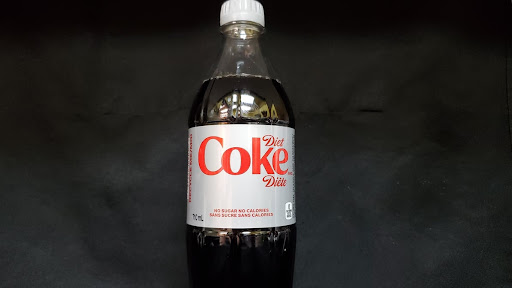 Diet
Coke
Diète
NO SUGAR NO CALORIES
SANS SUCRE SANS CALORIES
710 mL